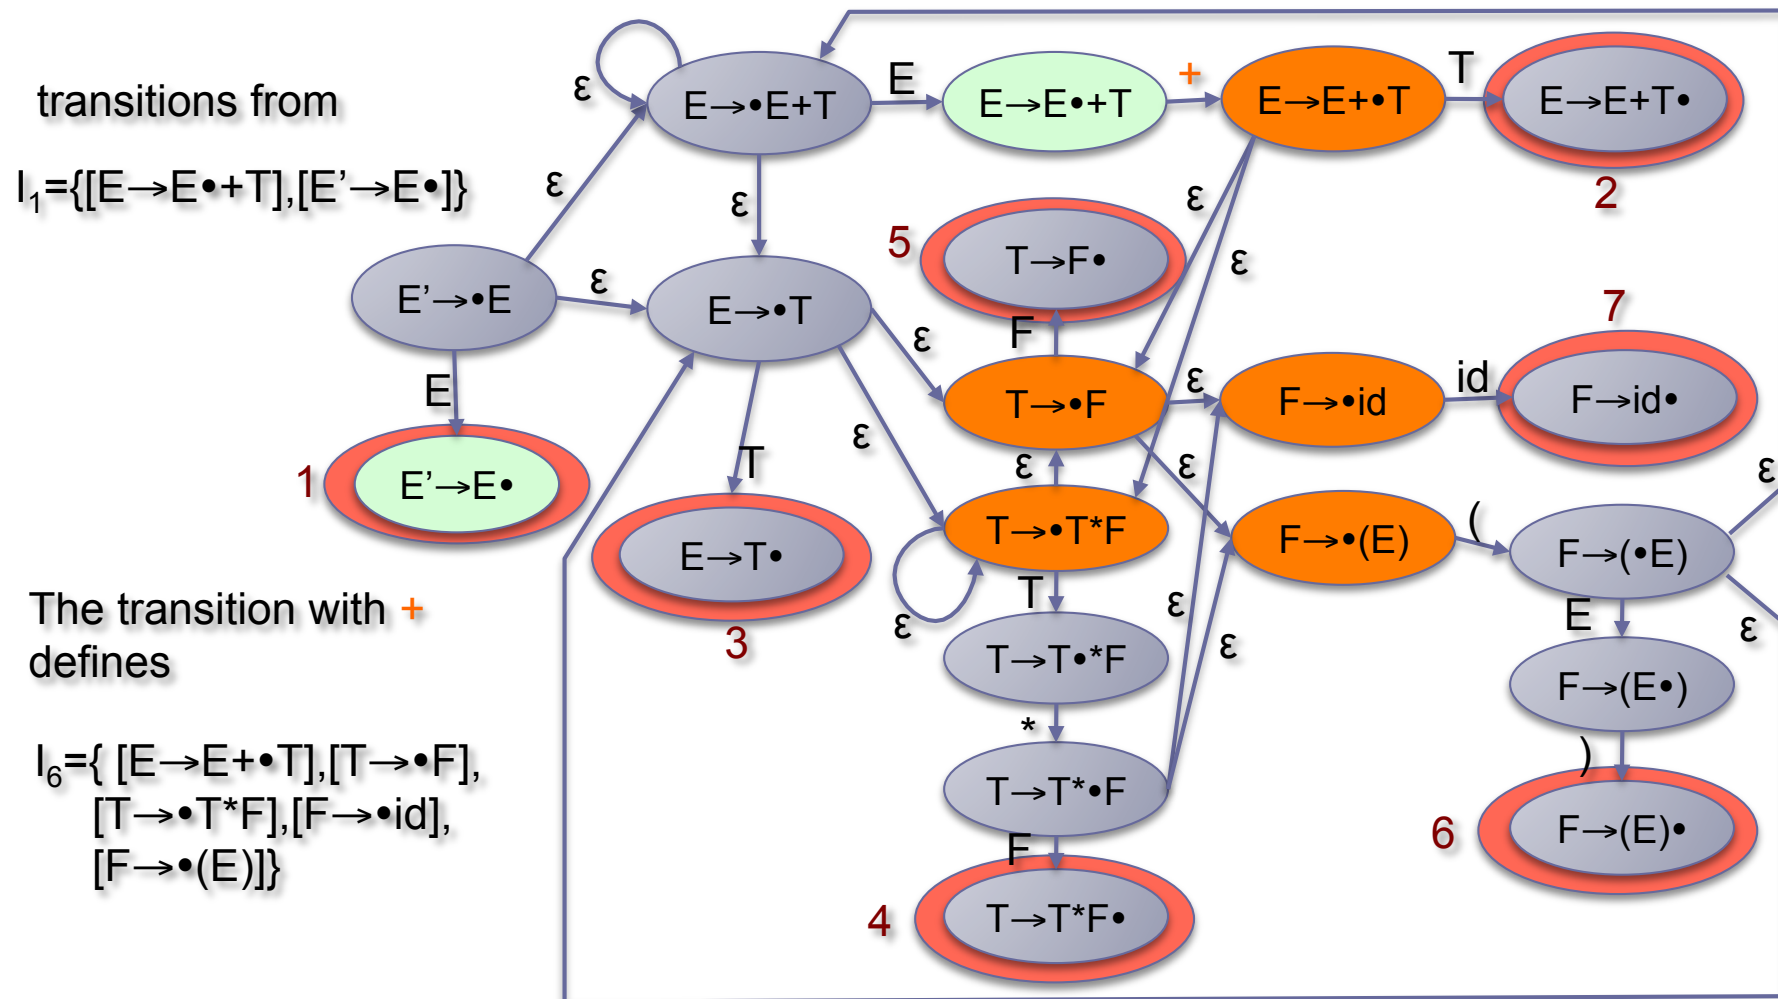 transitions from
I1={[E→E•+T],[E’→E•]}
The transition with +
defines
I6={ [E→E+•T],[T→•F],
[T→•T*F],[F→•id],
[F→•(E)]}
ε
E→•E+T
E
E→E•+T
+
E→E+•T
T
E→E+T•
2
ε
ε
ε
ε
5
T→F•
E’→•E
ε
E→•T
F
7
E
ε
T→•F
ε
F→•id
id
F→id•
1
E’→E•
T
ε
ε
ε
ε
T→•T*F
F→•(E)
(
F→(•E)
E→T•
3
ε
T
ε
ε
E
ε
T→T•*F
F→(E•)
*
)
T→T*•F
F
6
F→(E)•
4
T→T*F•